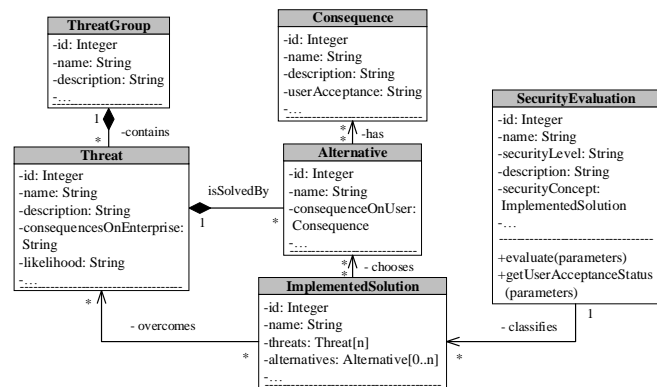 ThreatGroup
-id: Integer
-name: String
-description: String
-...
1
-contains
*
Threat
-id: Integer
-name: String
-description: String
-consequencesOnEnterprise:
String
-likelihood: String
-...
*
isSolvedBy
1
*
Consequence
-id: Integer
-name: String
-description: String
-userAcceptance: String
-...
*
-has
*
Alternative
-id: Integer
-name: String
-consequenceOnUser:
Consequence
-...
*
- chooses
*
ImplementedSolution
-id: Integer
-name: String
-threats: Threat[n]
-alternatives: Alternative[0..n]
-...
- overcomes
*
SecurityEvaluation
-id: Integer
-name: String
-securityLevel: String
-description: String
-securityConcept:
ImplementedSolution
-...
+evaluate(parameters)
+getUserAcceptanceStatus
(parameters)
1
- classifies
*